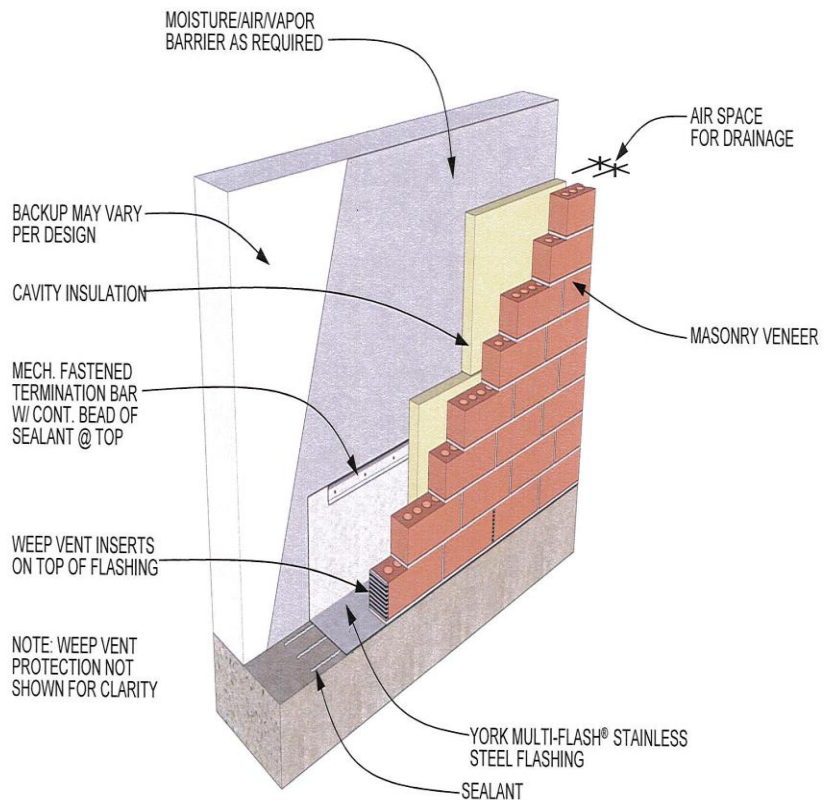 MOISTURE/AIR/VAPOR
BARRIER AS REQUIRED
AIR SPACE
FOR DRAINAGE
BACKUP MAY VARY
PER DESIGN
CAVITY INSULATION
MASONRY VENEER
MECH. FASTENED
TERMINATION BAR
W/ CONT. BEAD OF
SEALANT @ TOP
WEEP VENT INSERTS
ON TOP OF FLASHING
NOTE: WEEP VENT
PROTECTION NOT
SHOWN FOR CLARITY
YORK MULTI-FLASH® STAINLESS
STEEL FLASHING
SEALANT